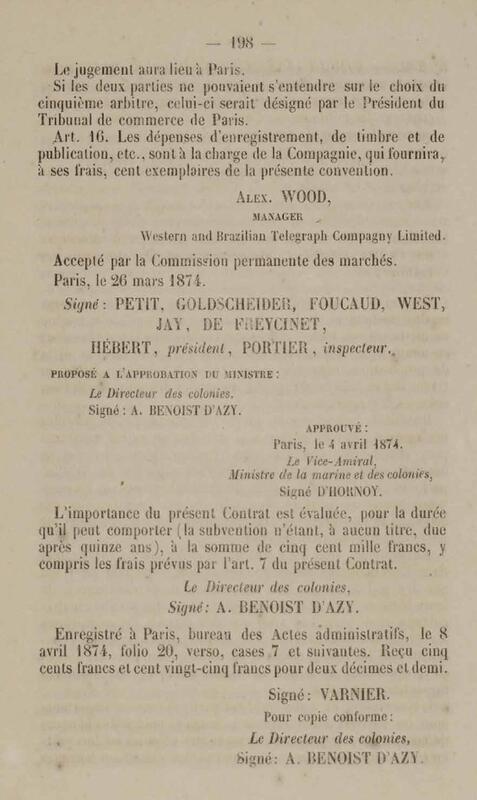 — 198 —
Le jugement aura lieu à Paris.
Si les deux parties ne pouvaient s'entendre sur le choix du
cinquième arbitre, celui-ci serait désigné par le Président du
Tribunal de commerce de Paris.
Art. 16. Les dépenses d'enregistrement, de timbre et de
publication, etc., sont à la charge de la Compagnie, qui fournira,
à ses frais, cent exemplaires de la présente convention.
ALEX. WOOD,
MANAGER
Western and Brazilian Telegraph Compagny Limited.
Accepté par la Commission permanente des marchés.
Paris, le 26 mars 1874.
Signé : PETIT, GOLDSCHEIDER, FOUCAUD, WEST,
JAY, DE FREYCINET,
HÉBERT, président, PORTIER, inspecteur.
PROPOSÉ A L'APPROBATION DU MINISTRE :
Le Directeur des colonies,
Signé : A. BENOIST D'AZY.
APPROUVÉ :
Paris, le 4 avril 1874.
Le Vice-Amiral,
Ministre de la marine et des colonies,
Signé D'HORNOY.
L'importance du présent Contrat est évaluée, pour la durée
qu'il peut comporter (la subvention n'étant, à aucun titre, due
après quinze ans), à la somme de cinq cent mille francs, y
compris les frais prévus par l'art. 7 du présent Contrat.
Le Directeur des colonies,
Signé : A. BENOIST D'AZY.
Enregistré à Paris, bureau des Actes administratifs, le 8
avril 1874, folio 20, verso, cases 7 et suivantes. Reçu cinq
cents francs et cent vingt-cinq francs pour deux décimes et demi.
Signé : VARNIER.
Pour copie conforme :
Le Directeur des colonies,
Signé : A. BENOIST D'AZY.